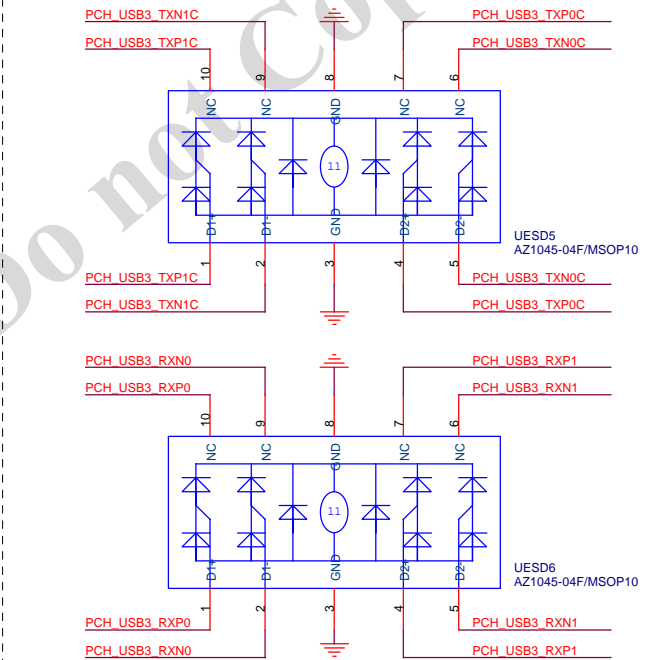 PCH_USB3_TXN1C PCH_USB3_TXP0C
PCH_USB3_TXP1C PCH_USB3_TXN0C
10 9 8 7 6
NC NC GND NC NC
11
D1+ D1- GND D2+ D2-
UESD5
AZ1045-04F/MSOP10
1 2 3 4 5
PCH_USB3_TXP1C PCH_USB3_TXN0C
PCH_USB3_TXN1C PCH_USB3_TXP0C
Do not Cop
PCH_USB3_RXN0 PCH_USB3_RXP1
PCH_USB3_RXP0 PCH_USB3_RXN1
10 9 8 7 6
NC NC GND NC NC
11
D1+ D1- GND D2+ D2-
UESD6
AZ1045-04F/MSOP10
1 2 3 4 5
PCH_USB3_RXP0 PCH_USB3_RXN1
PCH_USB3_RXN0 PCH_USB3_RXP1